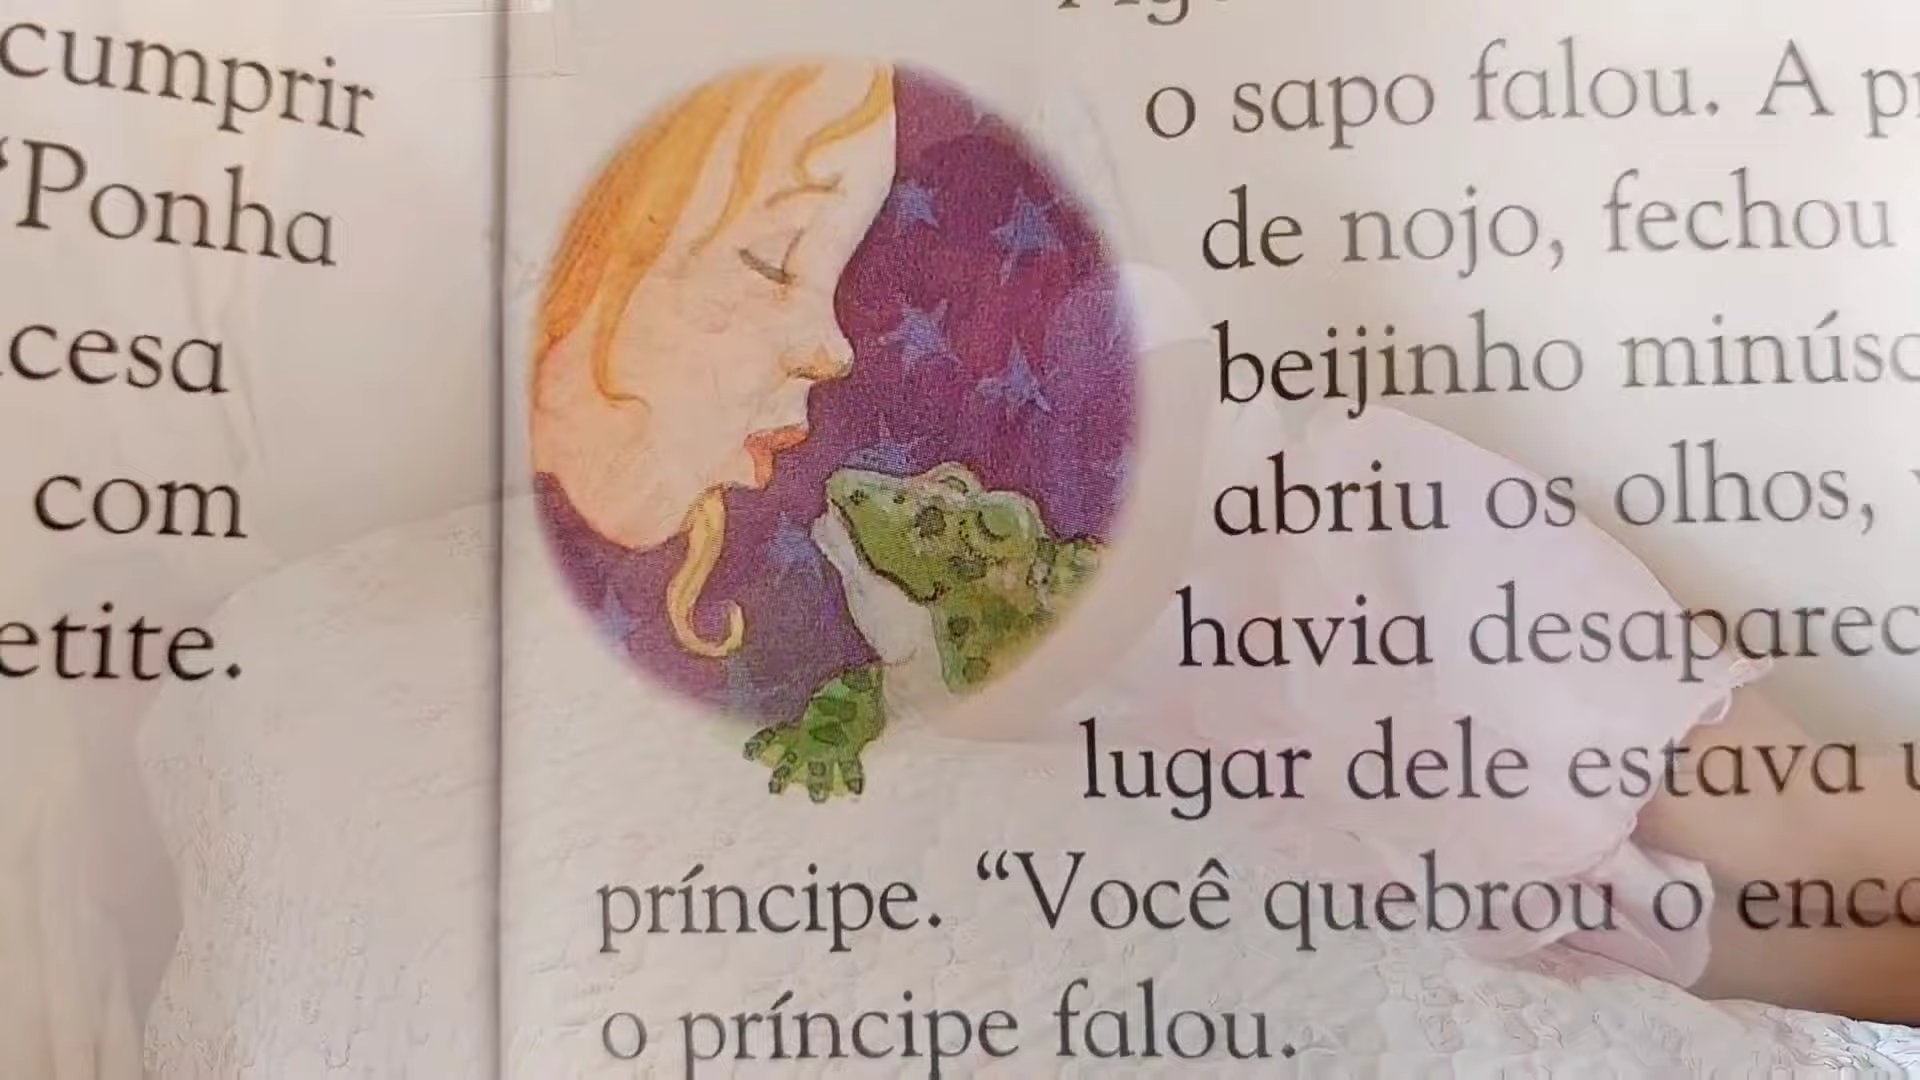 cumprir
“Ponha
cesa
com
etite.
o sapo falou. A
de nojo, fechou
beijinho
abriu os olhos,
havia
lugar dele estava
príncipe. “Você quebrou o
o príncipe falou.